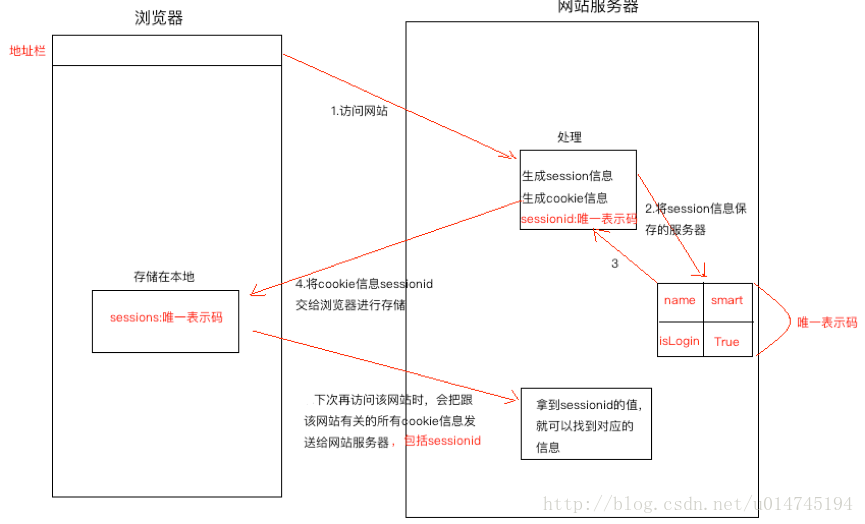 浏览器
网站服务器
地址栏
1.访问网站
处理
生成session信息
生成cookie信息
sessionid:唯一表示码
2.将session信息保
存的服务器
3
存储在本地
4.将cookie信息sessionid
交给浏览器进行存储
sessions:唯一表示码
name smart
isLogin True
唯一表示码
下次再访问该网站时，会把跟
该网站有关的所有cookie信息发
送给网站服务器，包括sessionid
拿到sessionid的值，
就可以找到对应的
信息
http://blog.csdn.net/u014745194